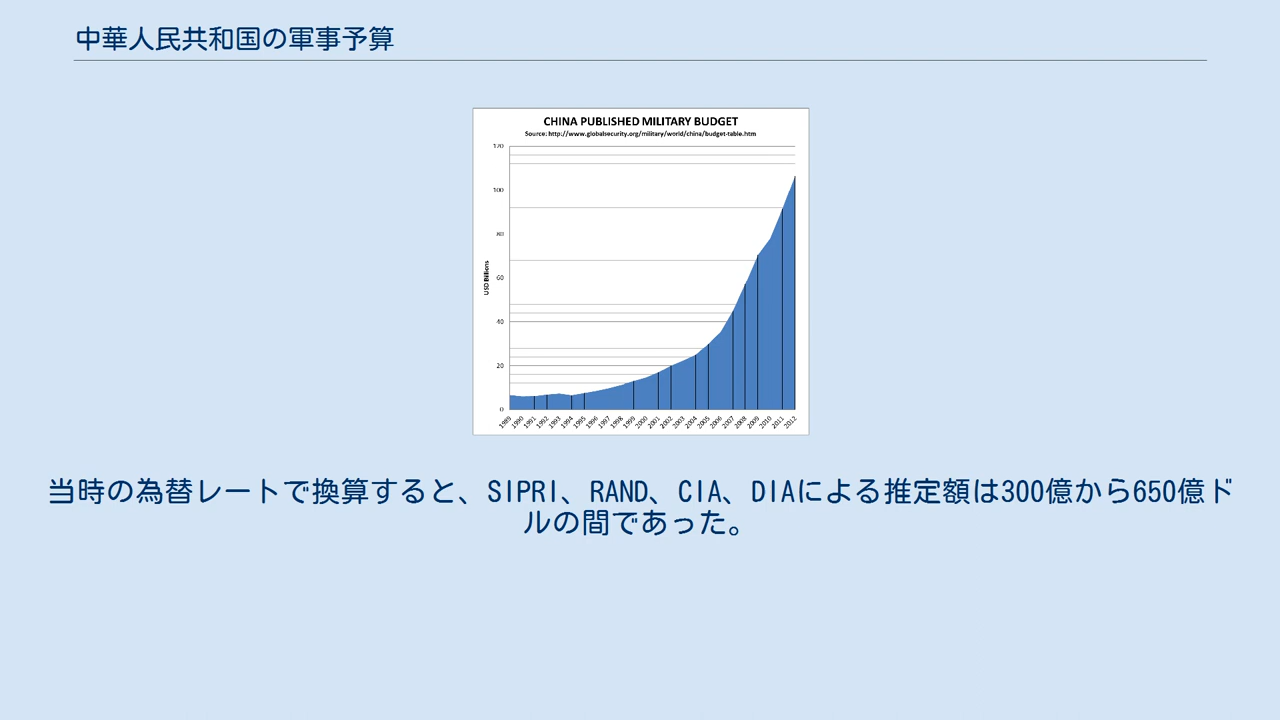 中華人民共和国の軍事予算
CHINA PUBLISHED MILITARY BUDGET
Source: http://www.globalsecurity.org/military/world/china/budget-table.htm
120
100
80
60
40
20
0
USD Billions
1989 1990 1991 1992 1993 1994 1995 1996 1997 1998 1999 2000 2001 2002 2003 2004 2005 2006 2007 2008 2009 2010 2011 2012
当時の為替レートで換算すると、SIPRI、RAND、CIA、DIAによる推定額は300億から650億ド
ルの間であった。